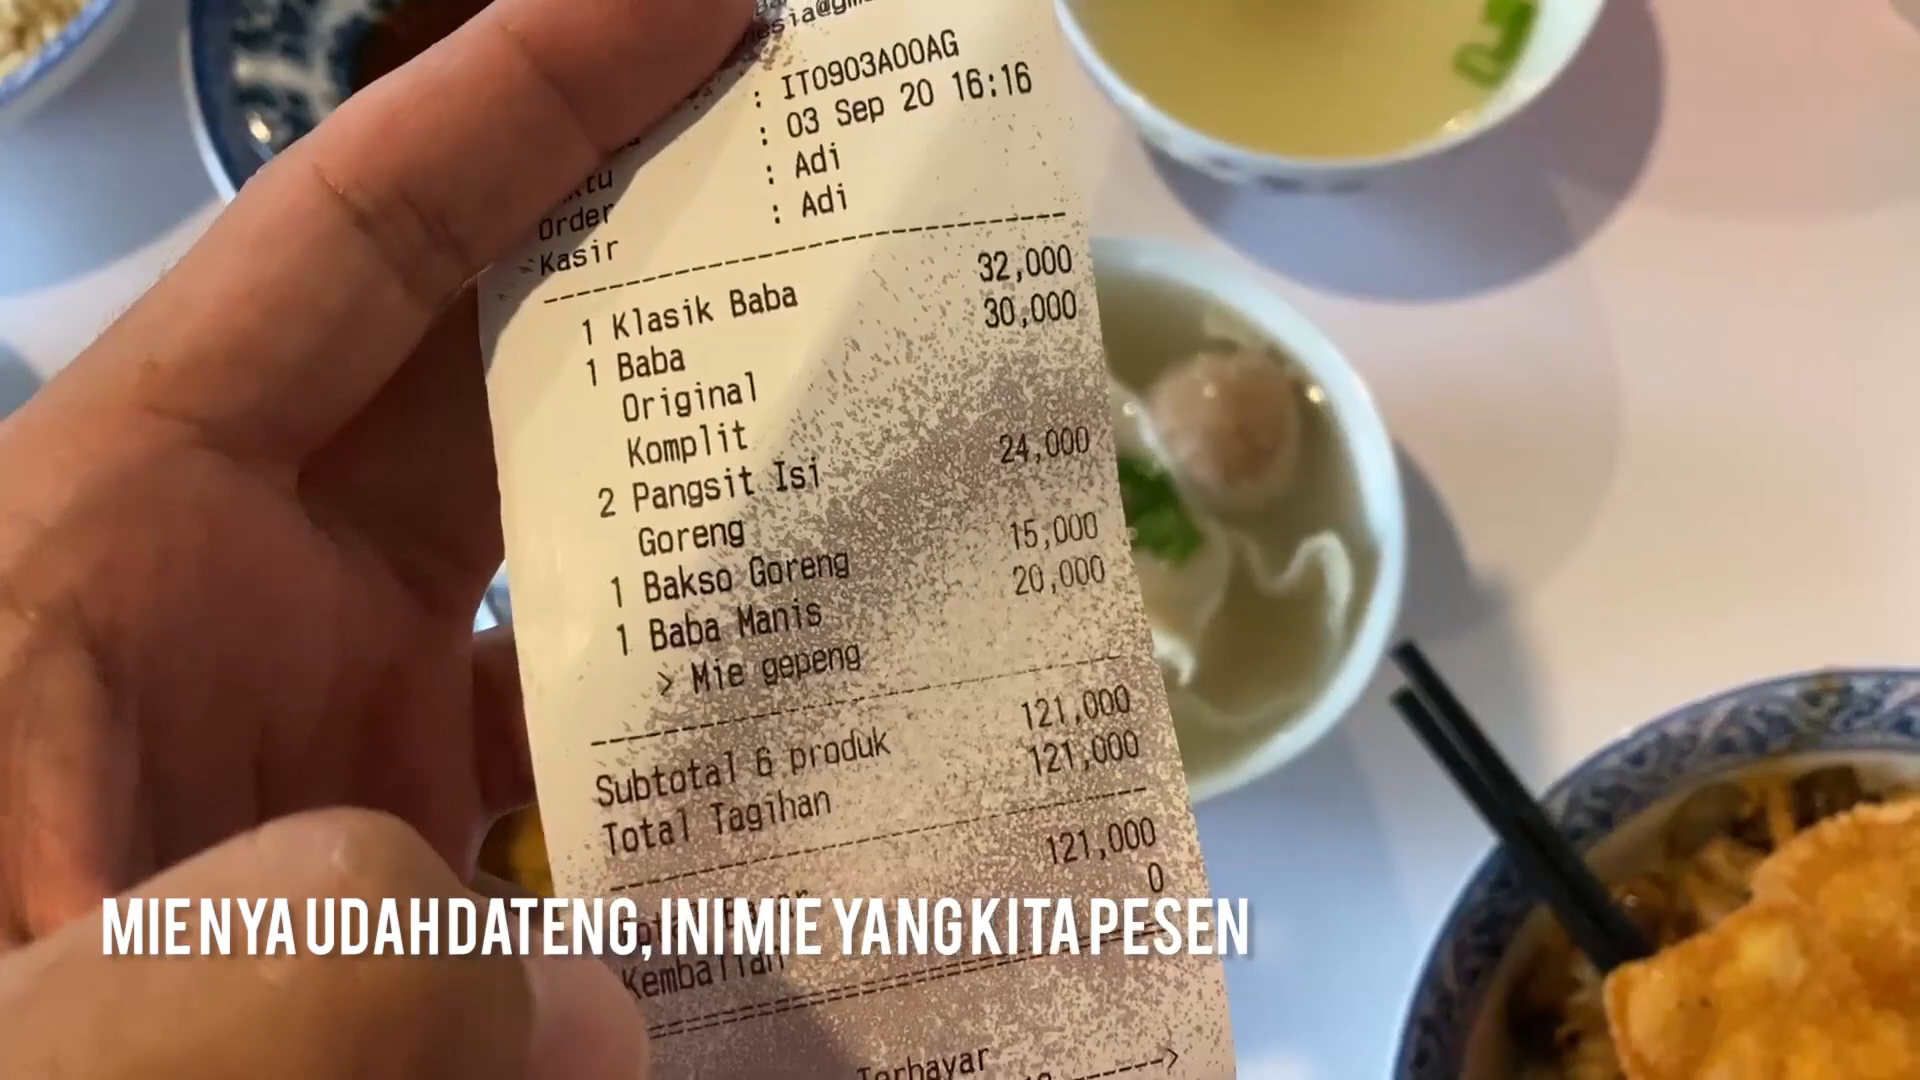 : IT0903A00AG
: 03 Sep 20 16:16
Order : Adi
Kasir : Adi
1 Klasik Baba 32,000
1 Baba 30,000
Original
Komplit
2 Pangsit Isi 24,000
Goreng
1 Bakso Goreng 15,000
1 Baba Manis 20,000
> Mie gepeng
Subtotal 6 produk 121,000
Total Tagihan 121,000
121,000
Kembalian 0
Terbayar
MIE NYA UDAH DATENG, INI MIE YANG KITA PESEN